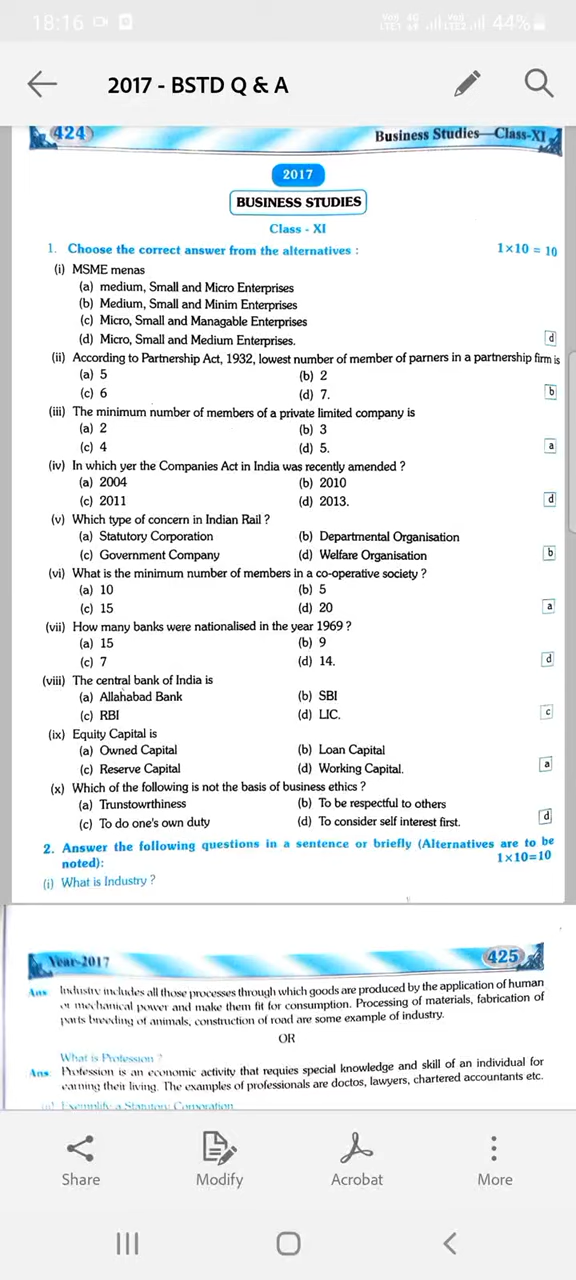 18:16 44%
2017 - BSTD Q & A
424 Business Studies—Class-XI
2017
BUSINESS STUDIES
Class - XI
1. Choose the correct answer from the alternatives : 1×10 = 10
(i) MSME menas
(a) medium, Small and Micro Enterprises
(b) Medium, Small and Minim Enterprises
(c) Micro, Small and Managable Enterprises
(d) Micro, Small and Medium Enterprises. d
(ii) According to Partnership Act, 1932, lowest number of member of parners in a partnership firm is
(a) 5 (b) 2
(c) 6 (d) 7. b
(iii) The minimum number of members of a private limited company is
(a) 2 (b) 3
(c) 4 (d) 5. a
(iv) In which yer the Companies Act in India was recently amended ?
(a) 2004 (b) 2010
(c) 2011 (d) 2013. d
(v) Which type of concern in Indian Rail ?
(a) Statutory Corporation (b) Departmental Organisation
(c) Government Company (d) Welfare Organisation b
(vi) What is the minimum number of members in a co-operative society ?
(a) 10 (b) 5
(c) 15 (d) 20 a
(vii) How many banks were nationalised in the year 1969 ?
(a) 15 (b) 9
(c) 7 (d) 14. d
(viii) The central bank of India is
(a) Allahabad Bank (b) SBI
(c) RBI (d) LIC. c
(ix) Equity Capital is
(a) Owned Capital (b) Loan Capital
(c) Reserve Capital (d) Working Capital. a
(x) Which of the following is not the basis of business ethics ?
(a) Trunstowrthiness (b) To be respectful to others
(c) To do one's own duty (d) To consider self interest first. d
2. Answer the following questions in a sentence or briefly (Alternatives are to be
noted): 1×10=10
(i) What is Industry ?
Year-2017 425
Ans Industry includes all those processes through which goods are produced by the application of human
or mechanical power and make them fit for consumption. Processing of materials, fabrication of
parts breeding of animals, construction of road are some example of industry.
OR
What is Profession ?
Ans Profession is an economic activity that requies special knowledge and skill of an individual for
earning their living. The examples of professionals are doctos, lawyers, chartered accountants etc.
Exemplify a Statutory Corporation
Share Modify Acrobat More